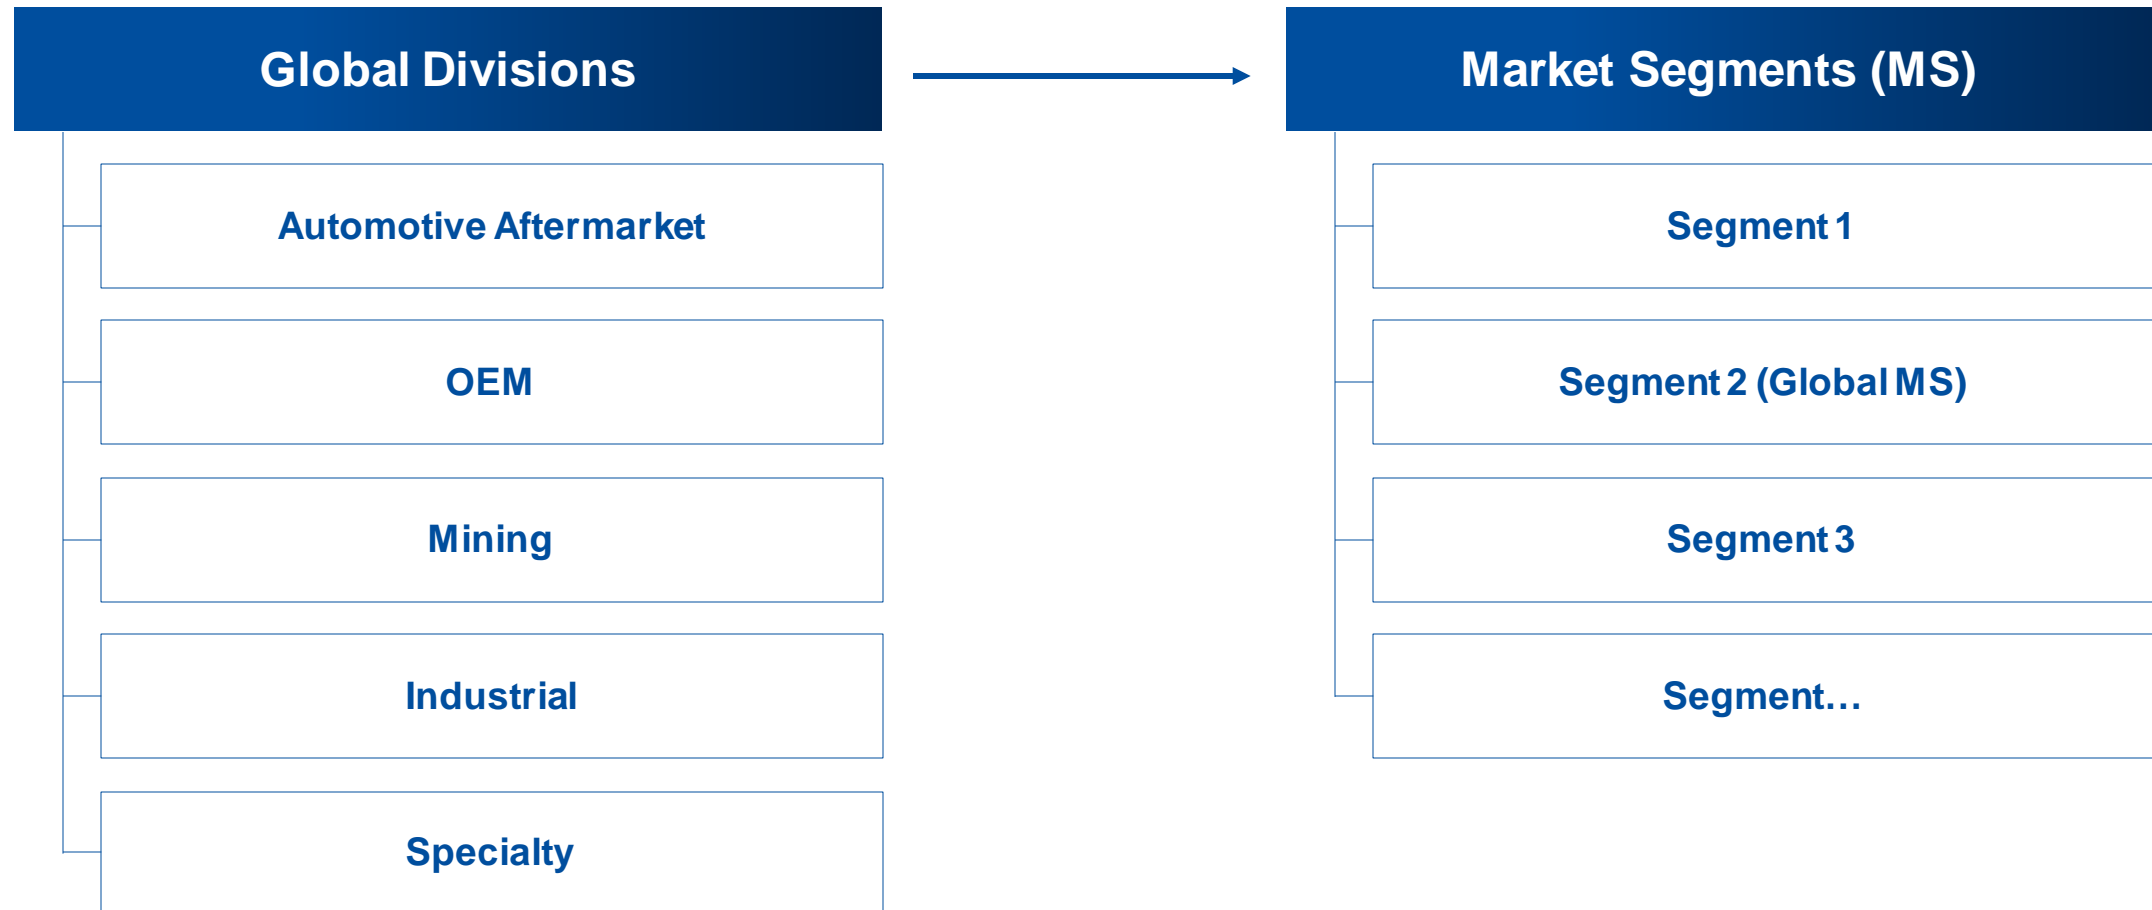 Global Divisions
Automotive Aftermarket
OEM
Mining
Industrial
Specialty
Market Segments (MS)
Segment 1
Segment 2 (Global MS)
Segment 3
Segment…